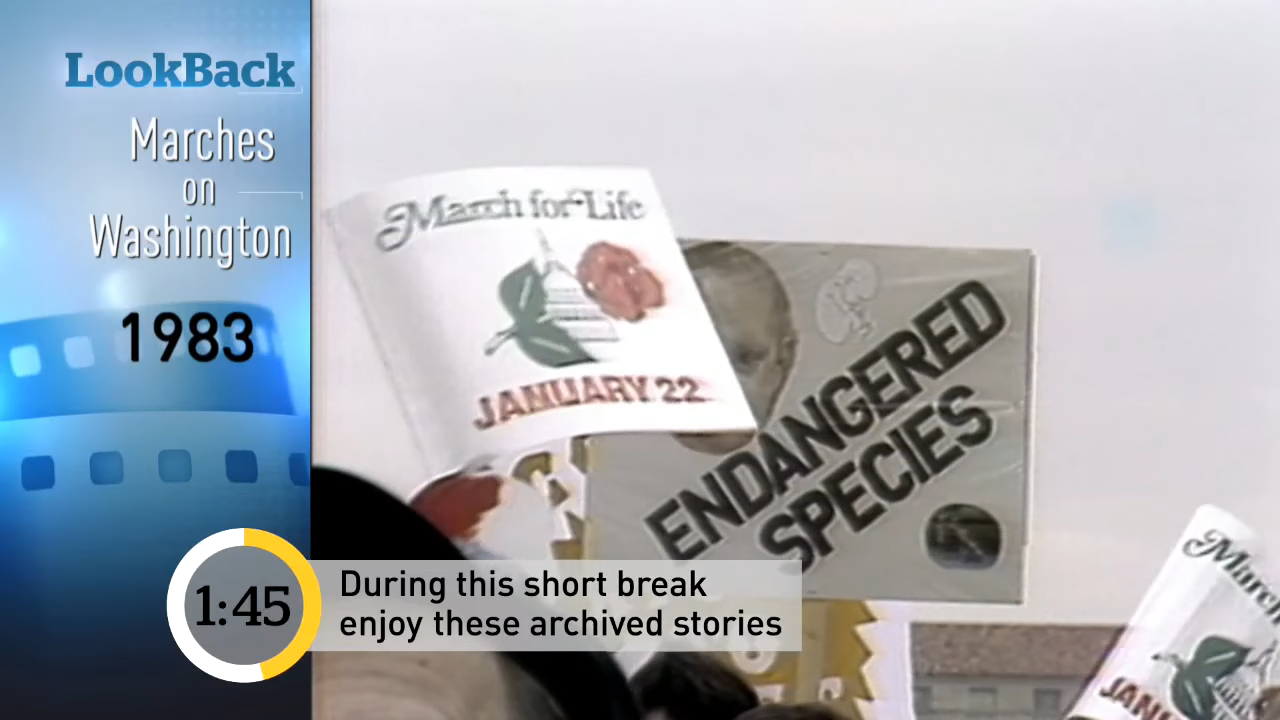 LookBack
Marches
on
Washington
1983
March for Life
JANUARY 22
ENDANGERED
SPECIES
1:45
During this short break
enjoy these archived stories